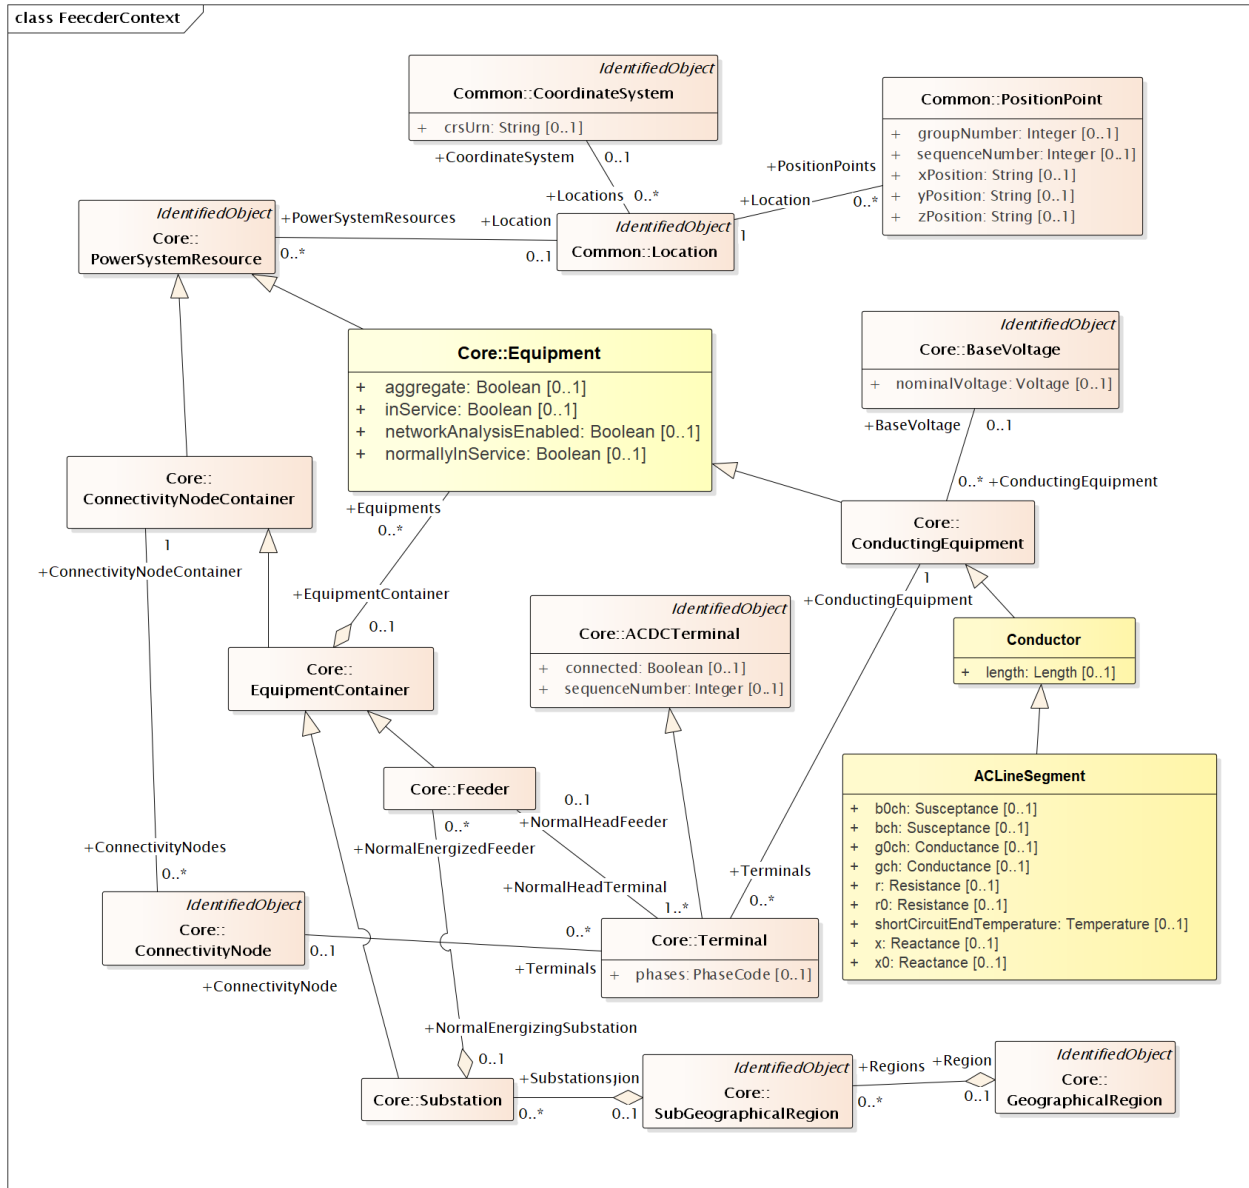 class FeecderContext
IdentifiedObject
Common::CoordinateSystem
+ crsUrn: String [0..1]
+CoordinateSystem
0..1
+Locations
0..*
Common::PositionPoint
+ groupNumber: Integer [0..1]
+ sequenceNumber: Integer [0..1]
+ xPosition: String [0..1]
+ yPosition: String [0..1]
+ zPosition: String [0..1]
+PositionPoints
0..*
+Location
1
IdentifiedObject
Common::Location
+Location
0..1
+PowerSystemResources
0..*
IdentifiedObject
Core::
PowerSystemResource
Core::Equipment
+ aggregate: Boolean [0..1]
+ inService: Boolean [0..1]
+ networkAnalysisEnabled: Boolean [0..1]
+ normallyInService: Boolean [0..1]
IdentifiedObject
Core::BaseVoltage
+ nominalVoltage: Voltage [0..1]
+BaseVoltage
0..1
0..*
+ConductingEquipment
Core::
ConnectivityNodeContainer
1
+ConnectivityNodeContainer
+Equipments
0..*
+EquipmentContainer
0..1
Core::
ConductingEquipment
1
+ConductingEquipment
IdentifiedObject
Core::ACDCTerminal
+ connected: Boolean [0..1]
+ sequenceNumber: Integer [0..1]
Conductor
+ length: Length [0..1]
Core::
EquipmentContainer
ACLineSegment
+ b0ch: Susceptance [0..1]
+ bch: Susceptance [0..1]
+ g0ch: Conductance [0..1]
+ gch: Conductance [0..1]
+ r: Resistance [0..1]
+ r0: Resistance [0..1]
+ shortCircuitEndTemperature: Temperature [0..1]
+ x: Reactance [0..1]
+ x0: Reactance [0..1]
Core::Feeder
0..1
+NormalHeadFeeder
0..*
+NormalEnergizedFeeder
+ConnectivityNodes
0..*
+NormalHeadTerminal
1..*
+Terminals
0..*
IdentifiedObject
Core::
ConnectivityNode
0..1
+ConnectivityNode
0..*
+Terminals
Core::Terminal
+ phases: PhaseCode [0..1]
+NormalEnergizingSubstation
0..1
Core::Substation
+Substations
0..*
gion
0..1
IdentifiedObject
Core::
SubGeographicalRegion
+Regions
0..*
+Region
0..1
IdentifiedObject
Core::
GeographicalRegion